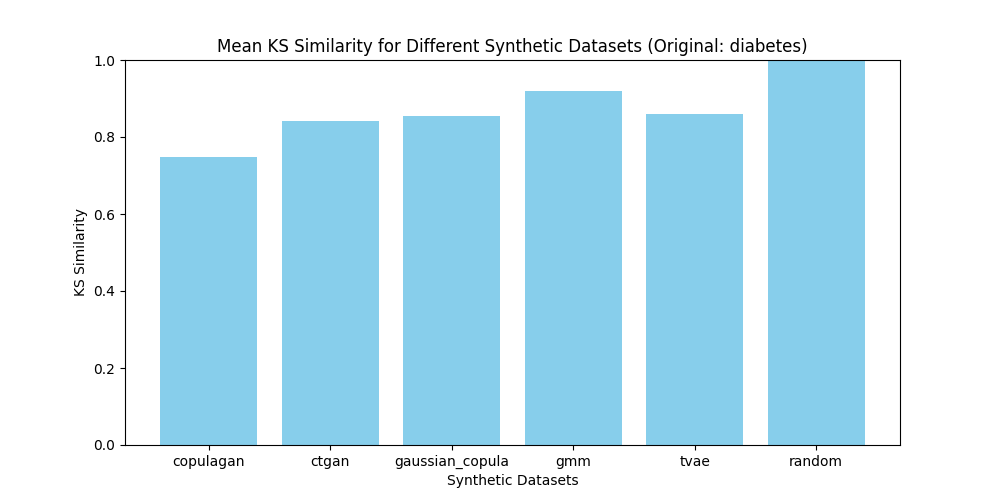 Mean KS Similarity for Different Synthetic Datasets (Original: diabetes)
1.0
0.8
0.6
0.4
0.2
0.0
KS Similarity
copulagan ctgan gaussian_copula gmm tvae random
Synthetic Datasets